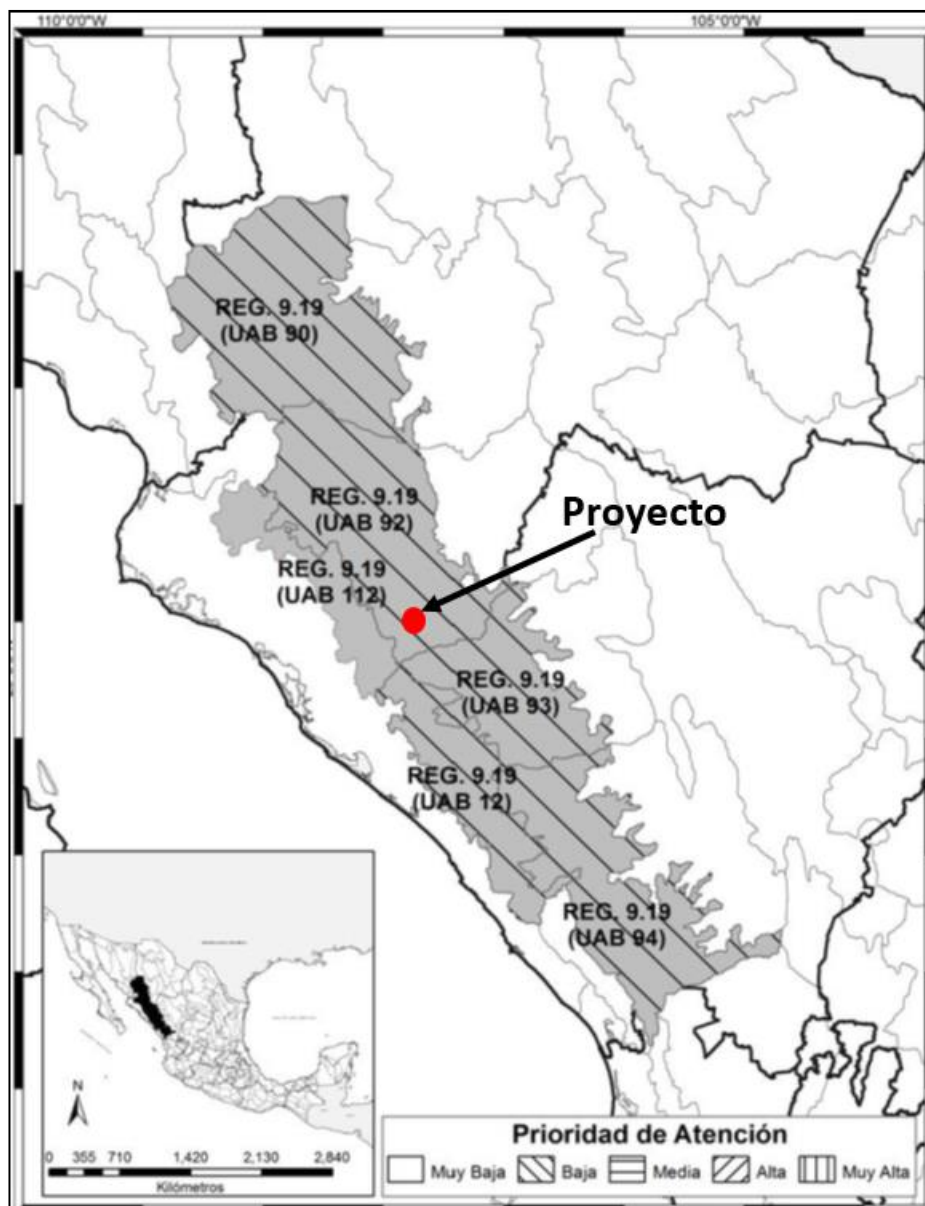 110°0'0"W
105°0'0"W
REG. 9.19
(UAB 90)
REG. 9.19
(UAB 92)
Proyecto
REG. 9.19
(UAB 112)
REG. 9.19
(UAB 93)
REG. 9.19
(UAB 12)
REG. 9.19
(UAB 94)
N
0 355 710 1,420 2,130 2,840
Kilómetros
Prioridad de Atención
Muy Baja Baja Media Alta Muy Alta